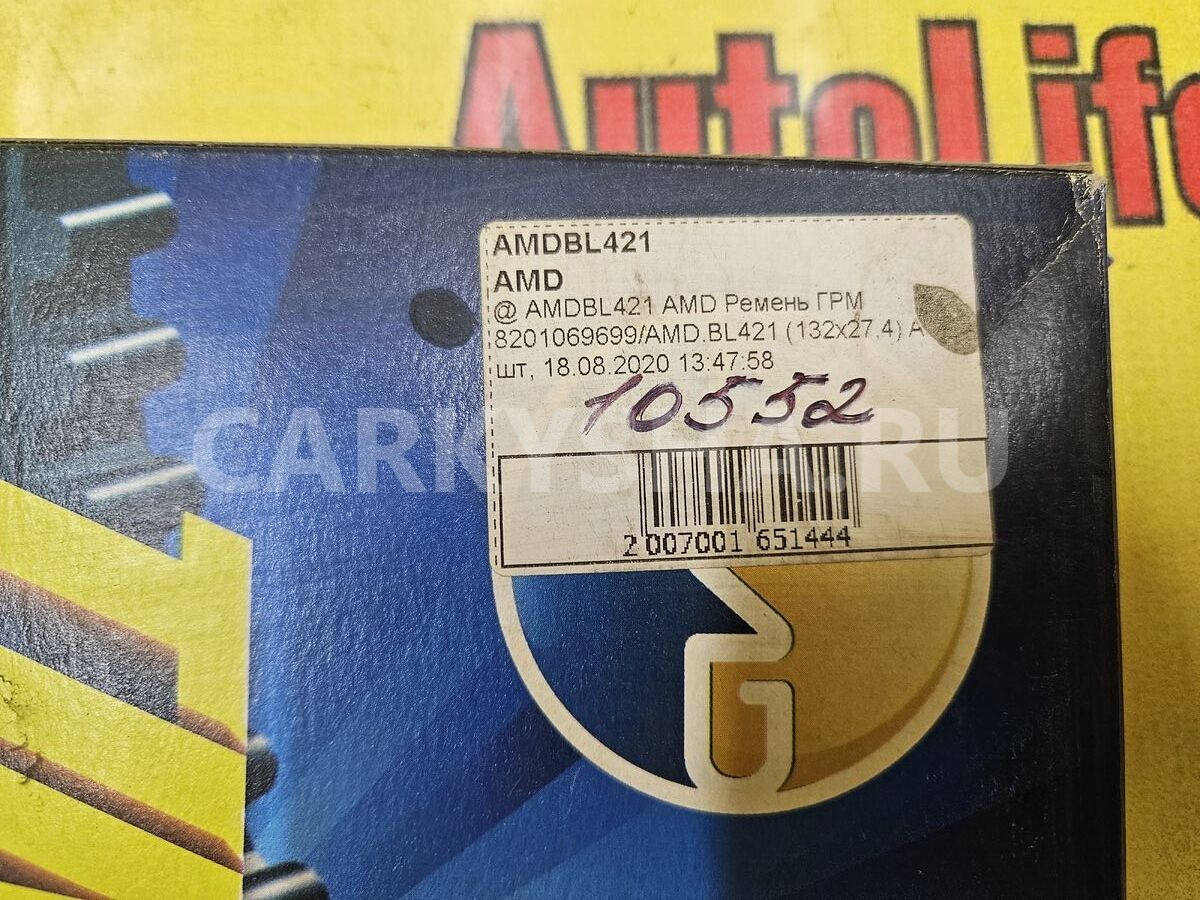 AutoLife
AMDBL421
AMD
@ AMDBL421 AMD Ремень ГРМ
8201069699/AMD.BL421 (132x27,4) A
шт, 18.08.2020 13:47:58
10552
CARKYSHA.RU
2 007001 651444
G